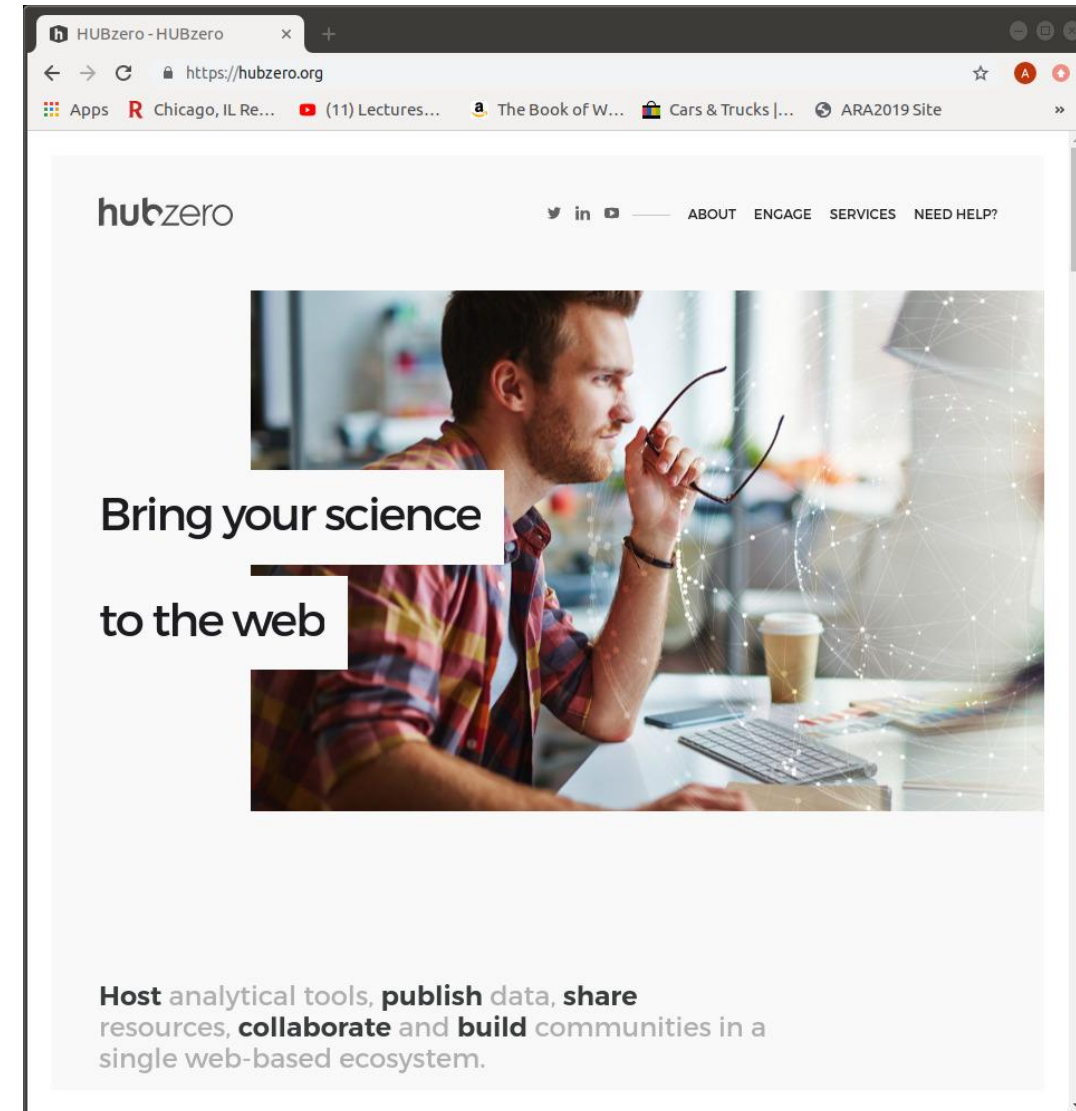 HUBzero - HUBzero
https://hubzero.org
A
Apps
Chicago, IL Re...
(11) Lectures...
The Book of W...
Cars & Trucks |...
ARA2019 Site
»
hubzero
in
ABOUT ENGAGE SERVICES NEED HELP?
Bring your science
to the web
Host analytical tools, publish data, share
resources, collaborate and build communities in a
single web-based ecosystem.